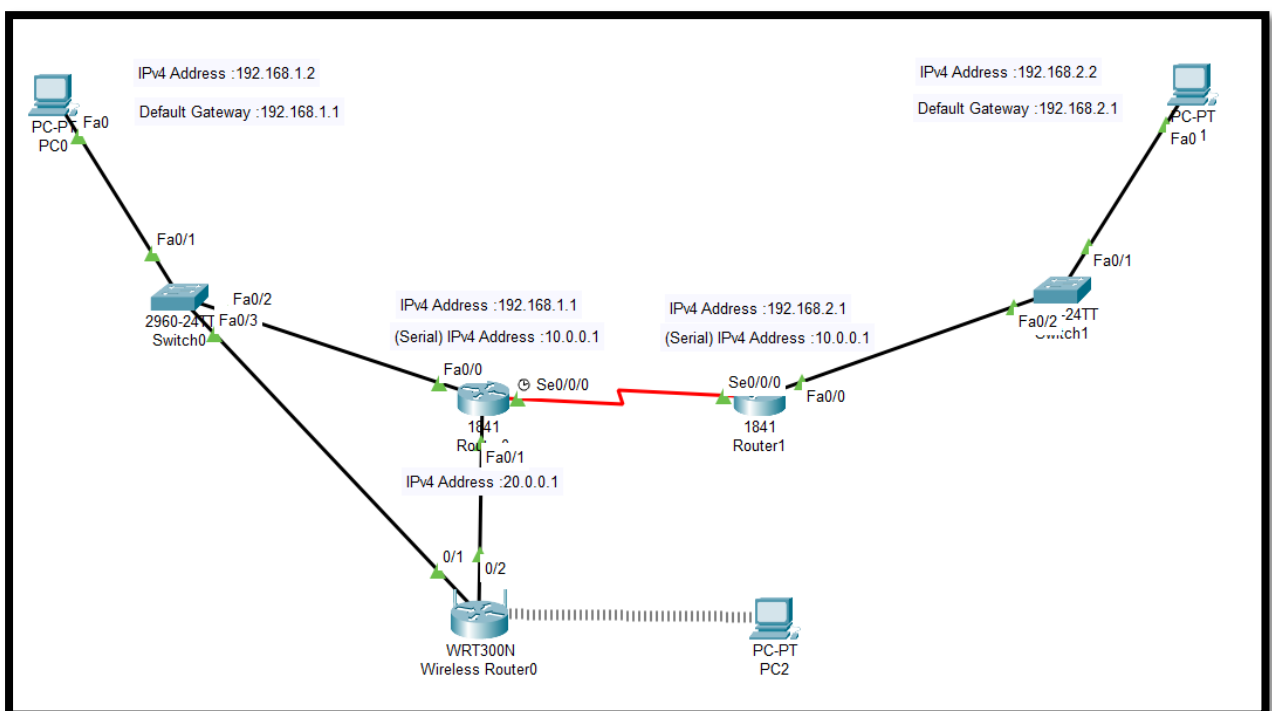 IPv4 Address :192.168.1.2
Default Gateway :192.168.1.1
PC-PT
PC0
Fa0
IPv4 Address :192.168.2.2
Default Gateway :192.168.2.1
PC-PT
Fa0
1
Fa0/1
Fa0/2
Fa0/3
2960-24TT
Switch0
Fa0/1
Fa0/2
-24TT
Switch1
IPv4 Address :192.168.1.1
(Serial) IPv4 Address :10.0.0.1
IPv4 Address :192.168.2.1
(Serial) IPv4 Address :10.0.0.1
Fa0/0
Se0/0/0
1841
Fa0/1
Se0/0/0
Fa0/0
1841
Router1
IPv4 Address :20.0.0.1
0/1
0/2
WRT300N
Wireless Router0
PC-PT
PC2